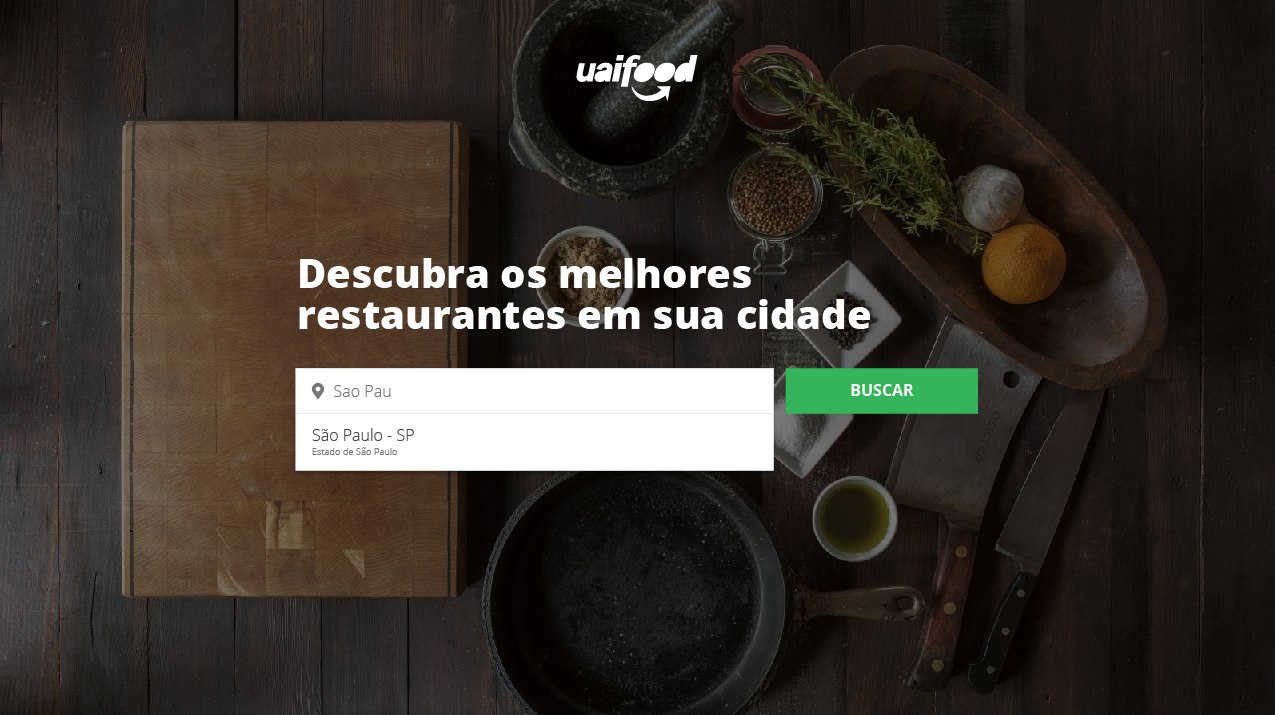 uaifood
Descubra os melhores
restaurantes em sua cidade
Sao Pau
BUSCAR
São Paulo - SP
Estado de São Paulo